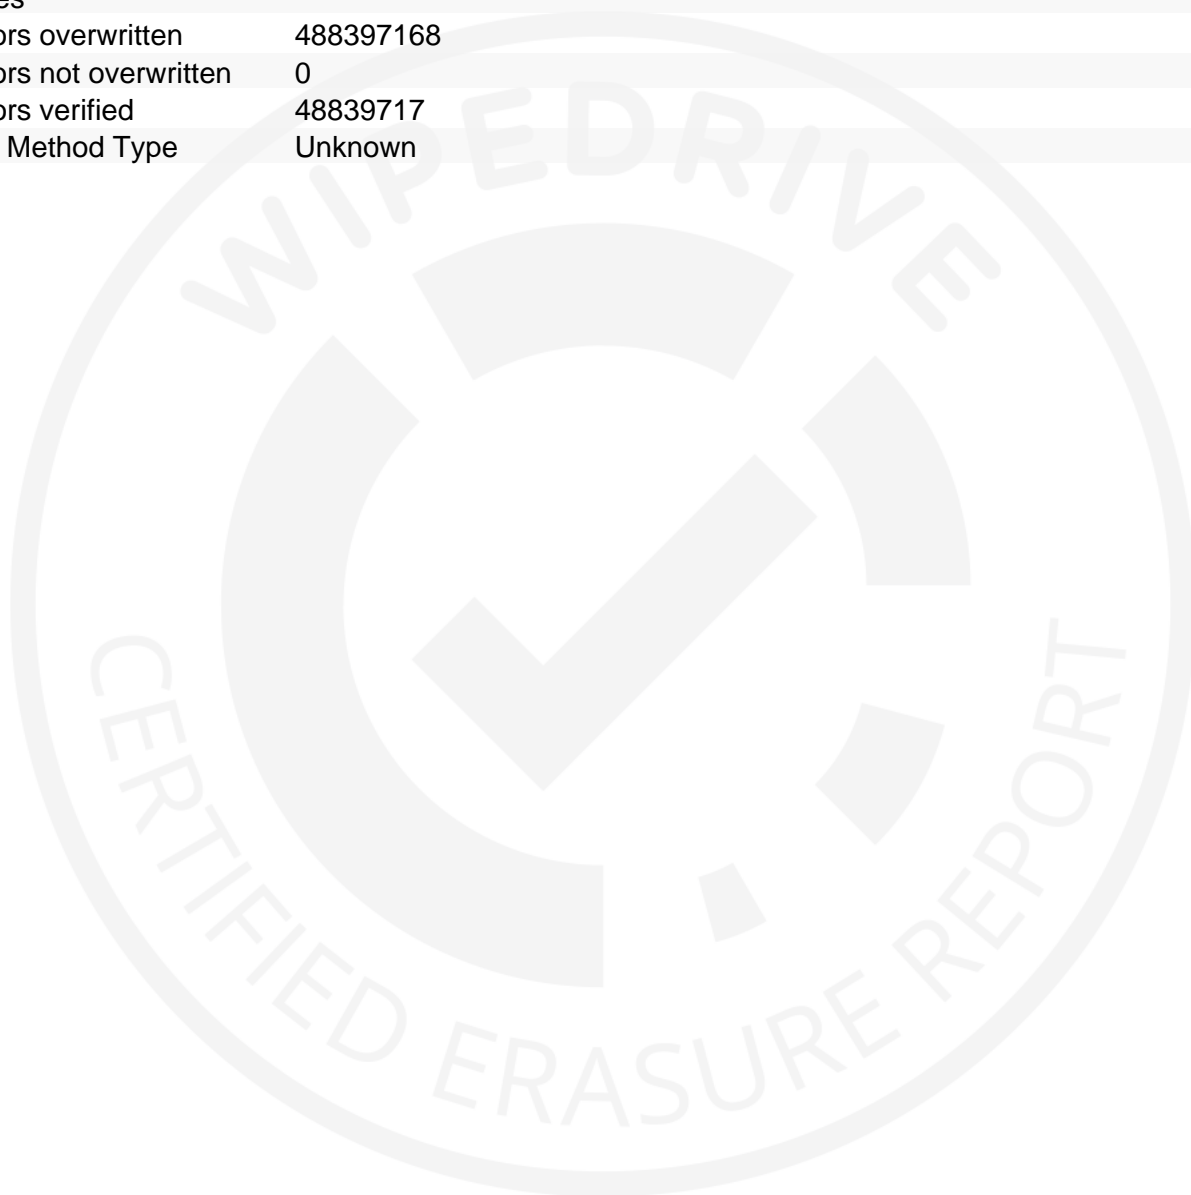 es
ors overwritten 488397168
ors not overwritten 0
ors verified 48839717
Method Type Unknown
WIPEDRIVE
CERTIFIED ERASURE REPORT